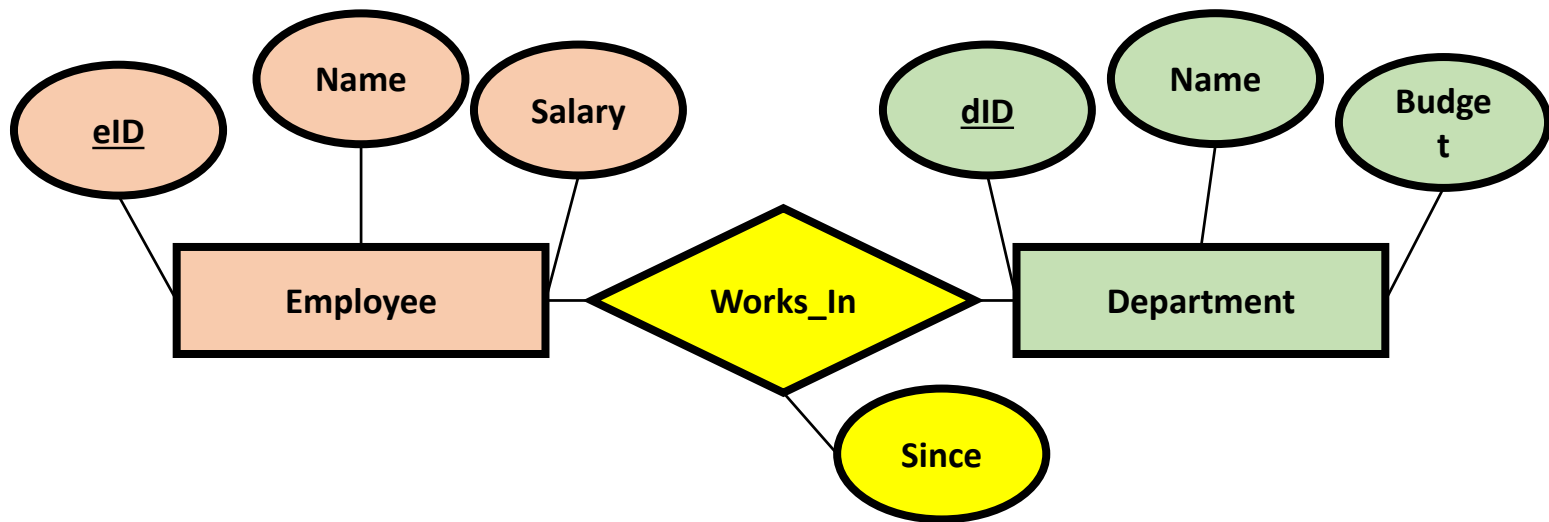 eID
Name
Salary
dID
Name
Budge
t
Employee
Works_In
Department
Since